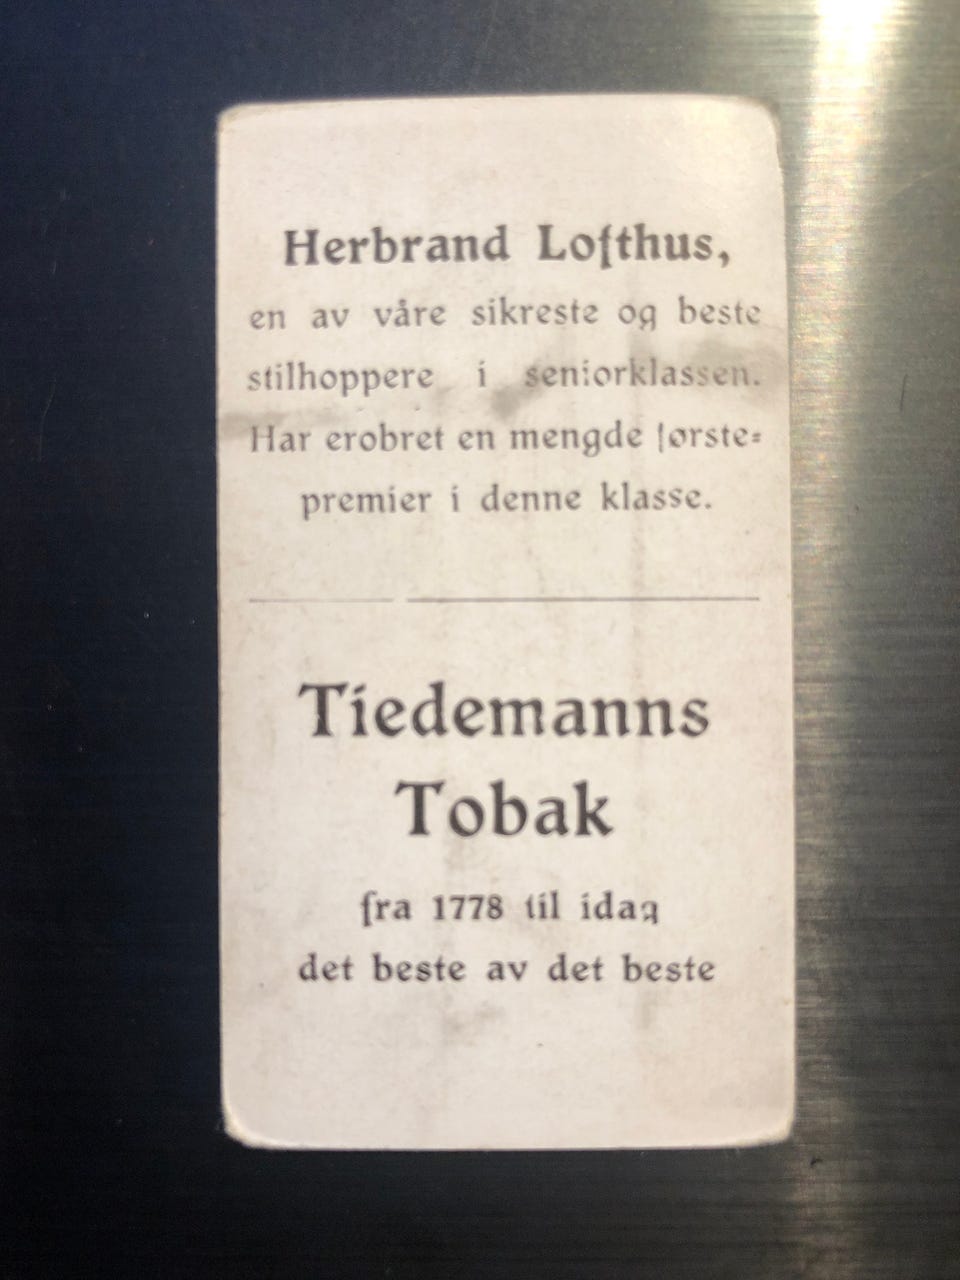 Herbrand Lofthus,
en av våre sikreste og beste
stilhoppere i seniorklassen.
Har erobret en mengde første-
premier i denne klasse.
Tiedemanns
Tobak
fra 1778 til idag
det beste av det beste